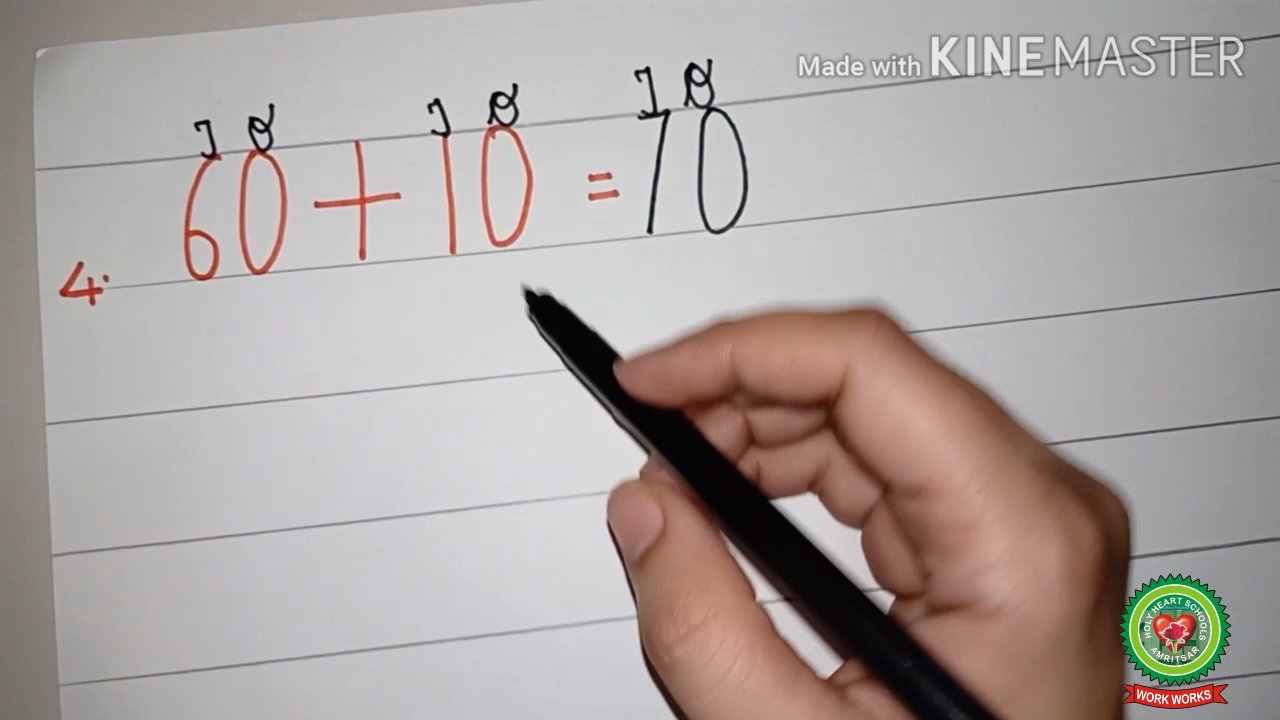 Made with KINEMASTER
4. 60 + 10 = 70
HOLY HEART SCHOOLS
AMRITSAR
WORK WORKS